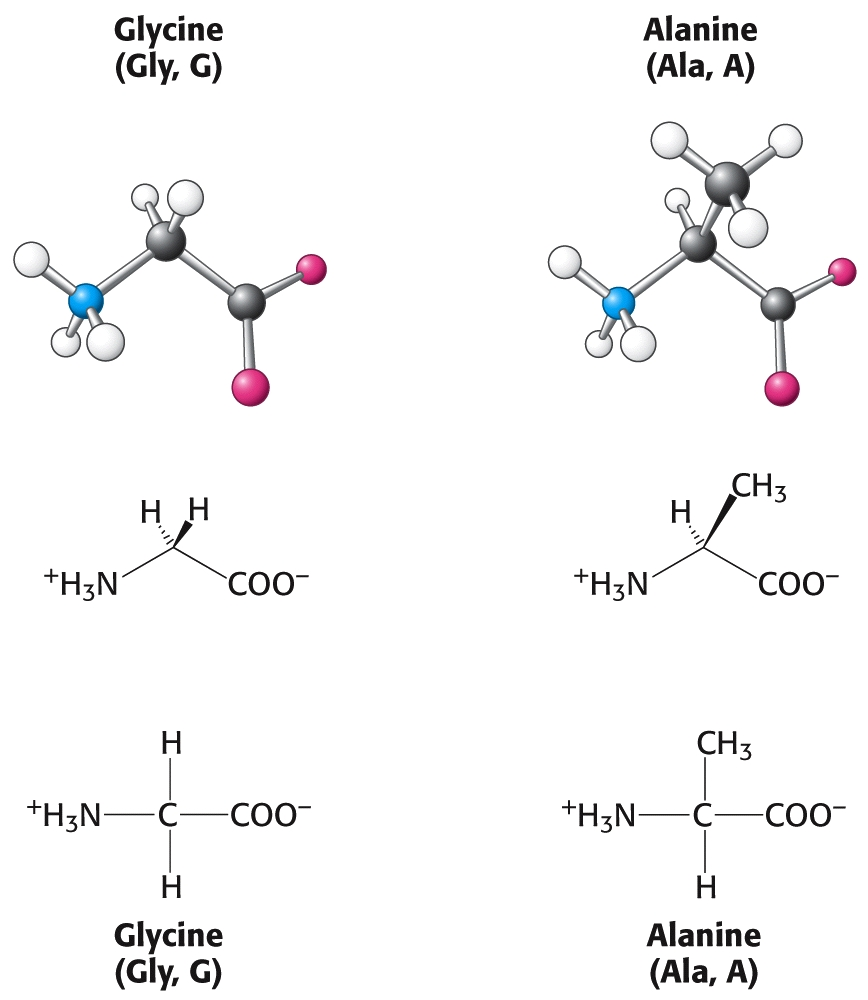 Glycine
(Gly, G)
Alanine
(Ala, A)
H H
⁺H₃N COO⁻
H CH₃
⁺H₃N COO⁻
H
⁺H₃N—C—COO⁻
H
CH₃
⁺H₃N—C—COO⁻
H
Glycine
(Gly, G)
Alanine
(Ala, A)